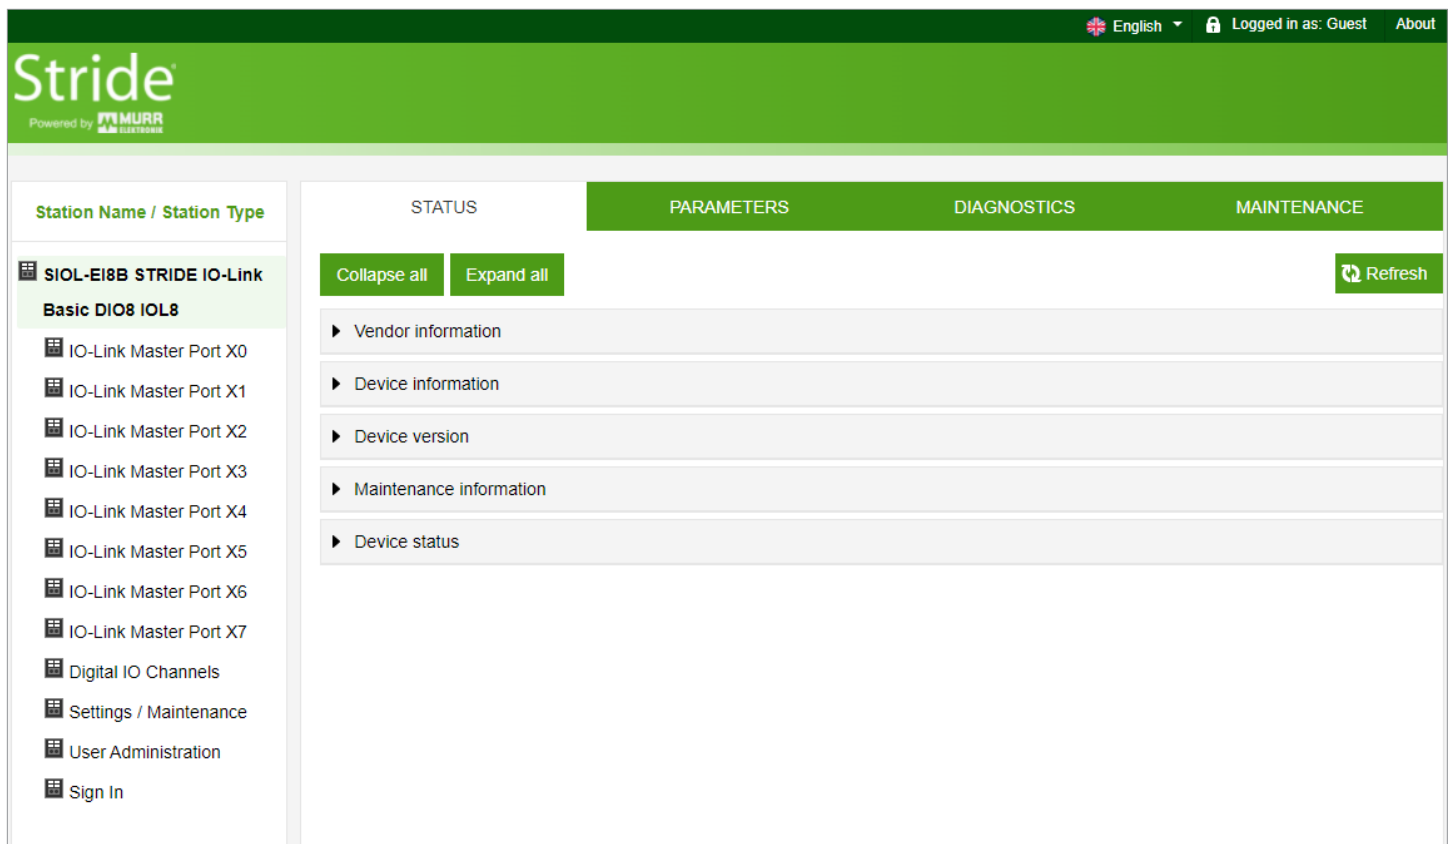 English
Logged in as: Guest
About
Stride
Powered by MURR
ELEKTRONIK
Station Name / Station Type
STATUS
PARAMETERS
DIAGNOSTICS
MAINTENANCE
SIOL-EI8B STRIDE IO-Link
Basic DIO8 IOL8
IO-Link Master Port X0
IO-Link Master Port X1
IO-Link Master Port X2
IO-Link Master Port X3
IO-Link Master Port X4
IO-Link Master Port X5
IO-Link Master Port X6
IO-Link Master Port X7
Digital IO Channels
Settings / Maintenance
User Administration
Sign In
Collapse all
Expand all
Refresh
Vendor information
Device information
Device version
Maintenance information
Device status